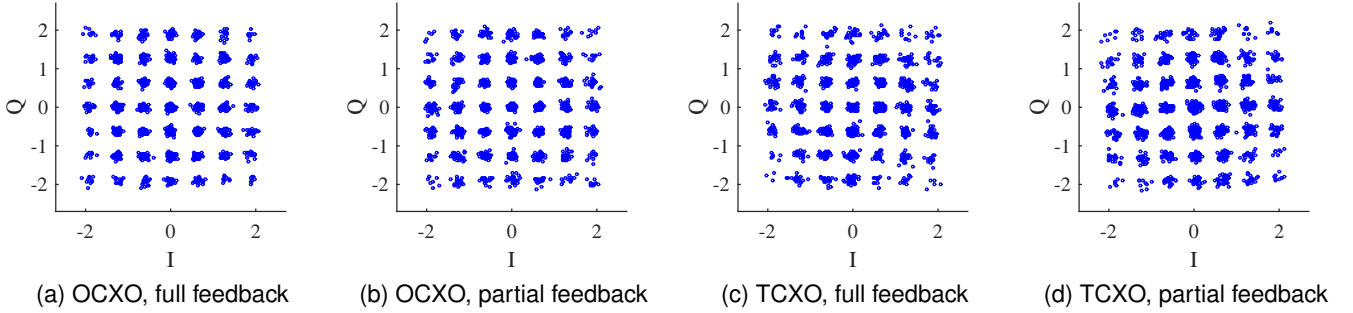 2
1
0
-1
-2
Q
-2 0 2
I
(a) OCXO, full feedback
2
1
0
-1
-2
Q
-2 0 2
I
(b) OCXO, partial feedback
2
1
0
-1
-2
Q
-2 0 2
I
(c) TCXO, full feedback
2
1
0
-1
-2
Q
-2 0 2
I
(d) TCXO, partial feedback